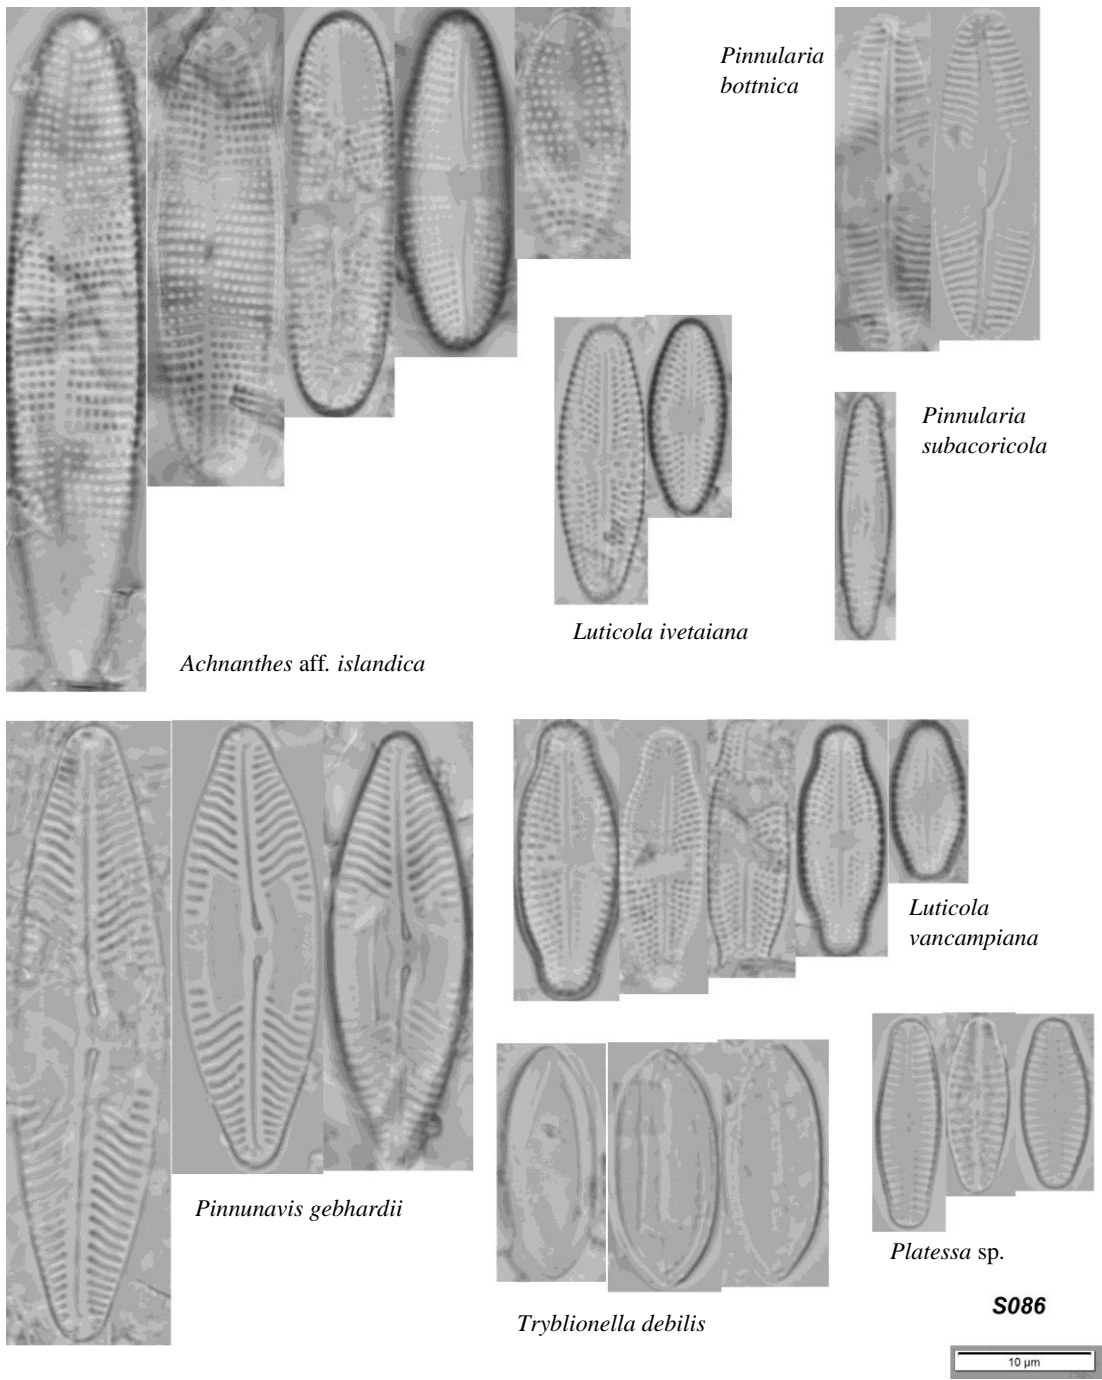 Pinnularia
bottnica
Pinnularia
subacoricola
Luticola ivetaiana
Achnanthes aff. islandica
Luticola
vancampiana
Pinnunavis gebhardii
Platessa sp.
Tryblionella debilis
S086
10 µm